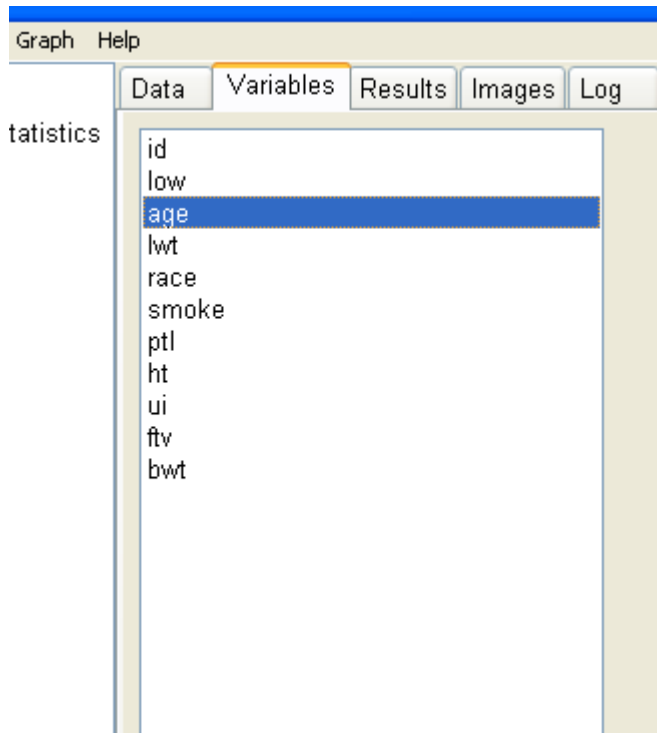 Graph Help
Data Variables Results Images Log
tatistics
id
low
age
lwt
race
smoke
ptl
ht
ui
ftv
bwt